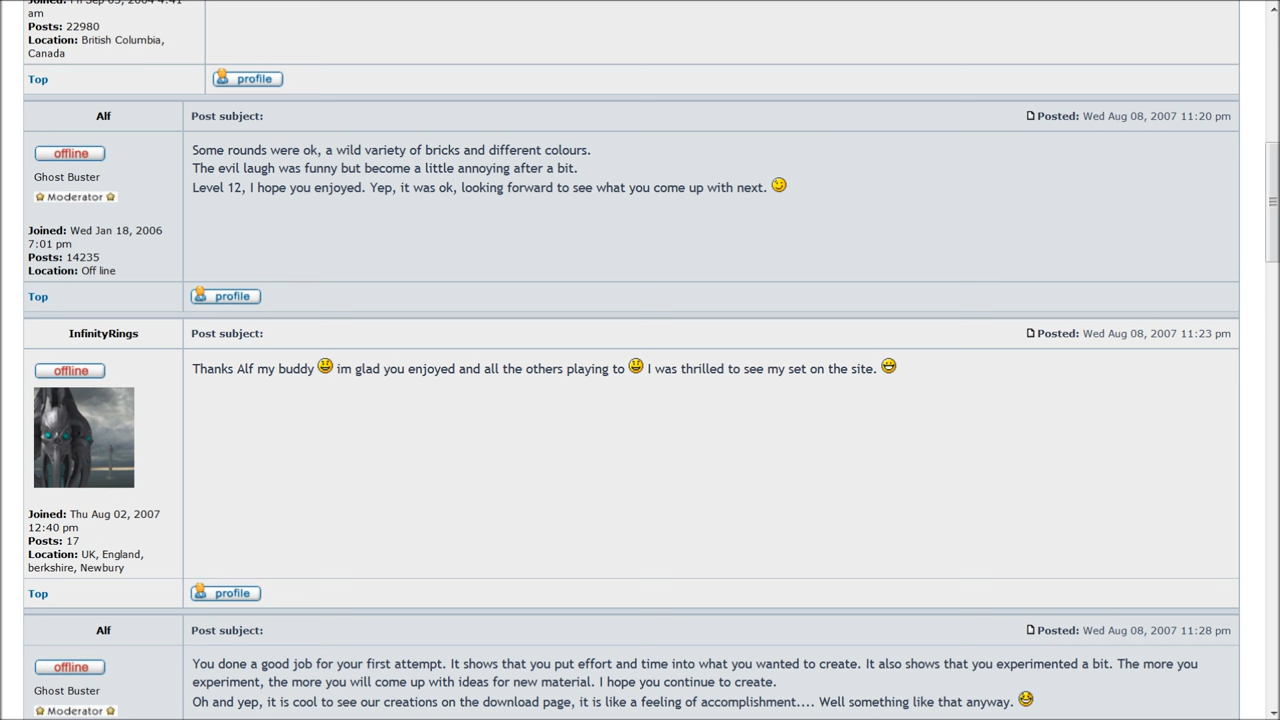 Joined: Fri Sep 03, 2004 4:41
am
Posts: 22980
Location: British Columbia,
Canada
Top
profile
Alf
Post subject:
Posted: Wed Aug 08, 2007 11:20 pm
offline
Ghost Buster
Moderator
Joined: Wed Jan 18, 2006
7:01 pm
Posts: 14235
Location: Off line
Some rounds were ok, a wild variety of bricks and different colours.
The evil laugh was funny but become a little annoying after a bit.
Level 12, I hope you enjoyed. Yep, it was ok, looking forward to see what you come up with next.
Top
profile
InfinityRings
Post subject:
Posted: Wed Aug 08, 2007 11:23 pm
offline
Joined: Thu Aug 02, 2007
12:40 pm
Posts: 17
Location: UK, England,
berkshire, Newbury
Thanks Alf my buddy im glad you enjoyed and all the others playing to I was thrilled to see my set on the site.
Top
profile
Alf
Post subject:
Posted: Wed Aug 08, 2007 11:28 pm
offline
Ghost Buster
Moderator
You done a good job for your first attempt. It shows that you put effort and time into what you wanted to create. It also shows that you experimented a bit. The more you
experiment, the more you will come up with ideas for new material. I hope you continue to create.
Oh and yep, it is cool to see our creations on the download page, it is like a feeling of accomplishment.... Well something like that anyway.